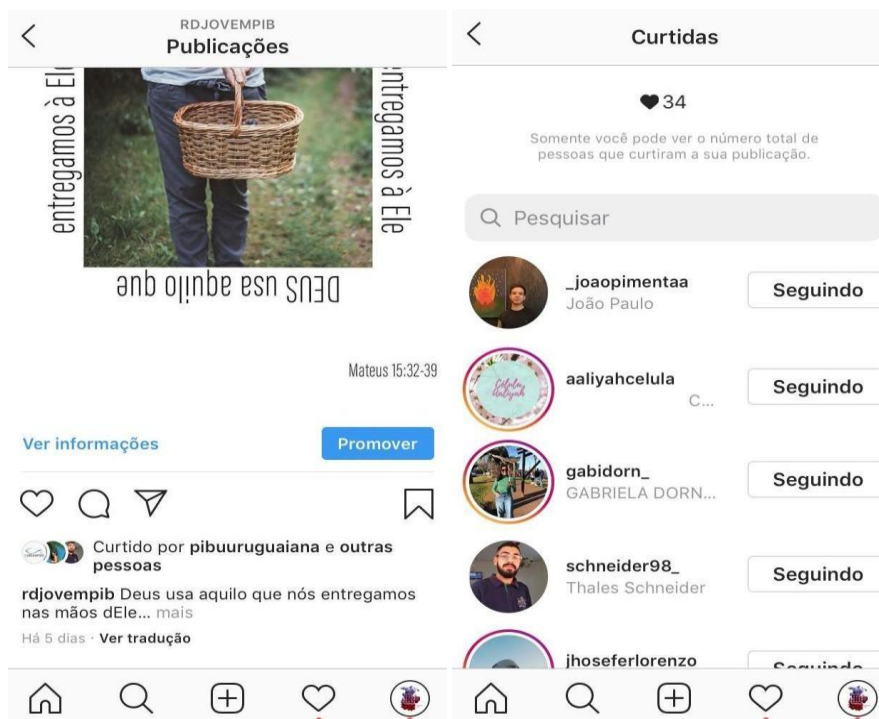 RDJOVEMPIB
Publicações
entregamos à Ele
entregamos à Ele
DEUS usa aquilo que
Mateus 15:32-39
Ver informações
Promover
Curtido por pibuuruguaiana e outras
pessoas
rdjovempib Deus usa aquilo que nós entregamos
nas mãos dEle... mais
Há 5 dias · Ver tradução
Curtidas
34
Somente você pode ver o número total de
pessoas que curtiram a sua publicação.
Pesquisar
_joaopimentaa
João Paulo
Seguindo
Célula
Aaliyah
aaliyahcelula
C...
Seguindo
gabidorn_
GABRIELA DORN...
Seguindo
schneider98_
Thales Schneider
Seguindo
jhoseferlorenzo
Seguindo